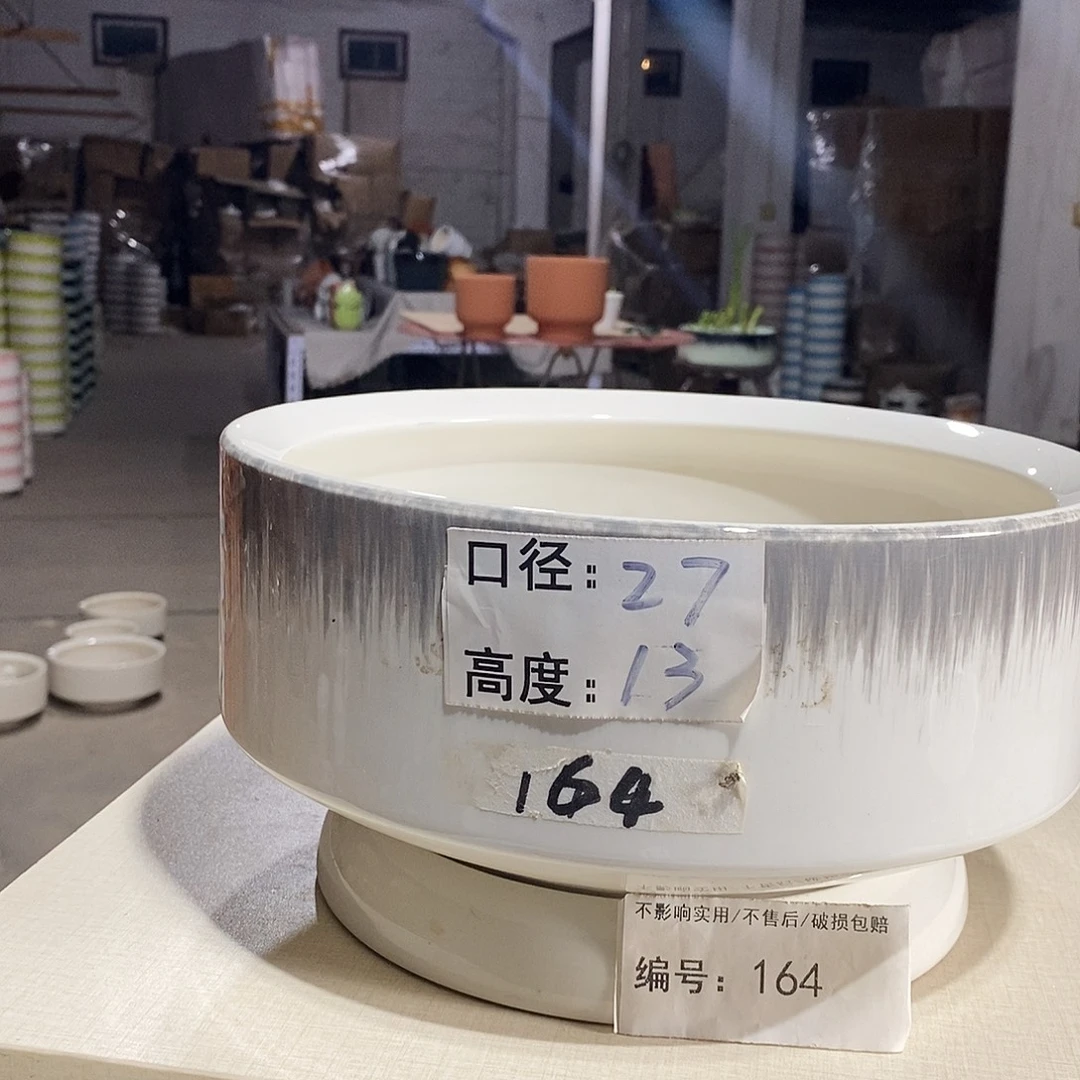 口径: 27
高度: 13
164
不影响实用/不售后/破损包赔
编号: 164